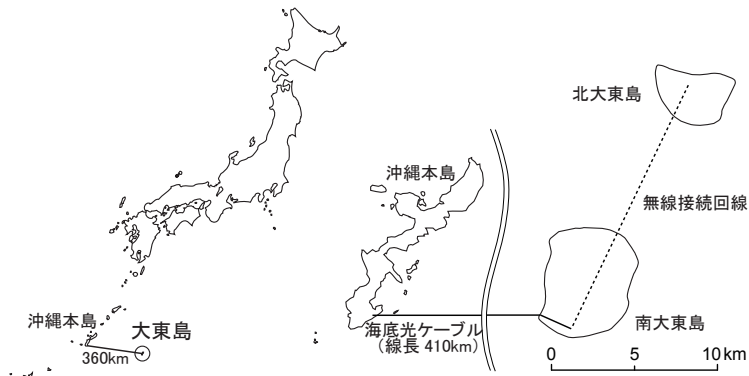 沖縄本島
大東島
360km
沖縄本島
海底光ケーブル
(線長 410km)
北大東島
無線接続回線
南大東島
0 5 10km